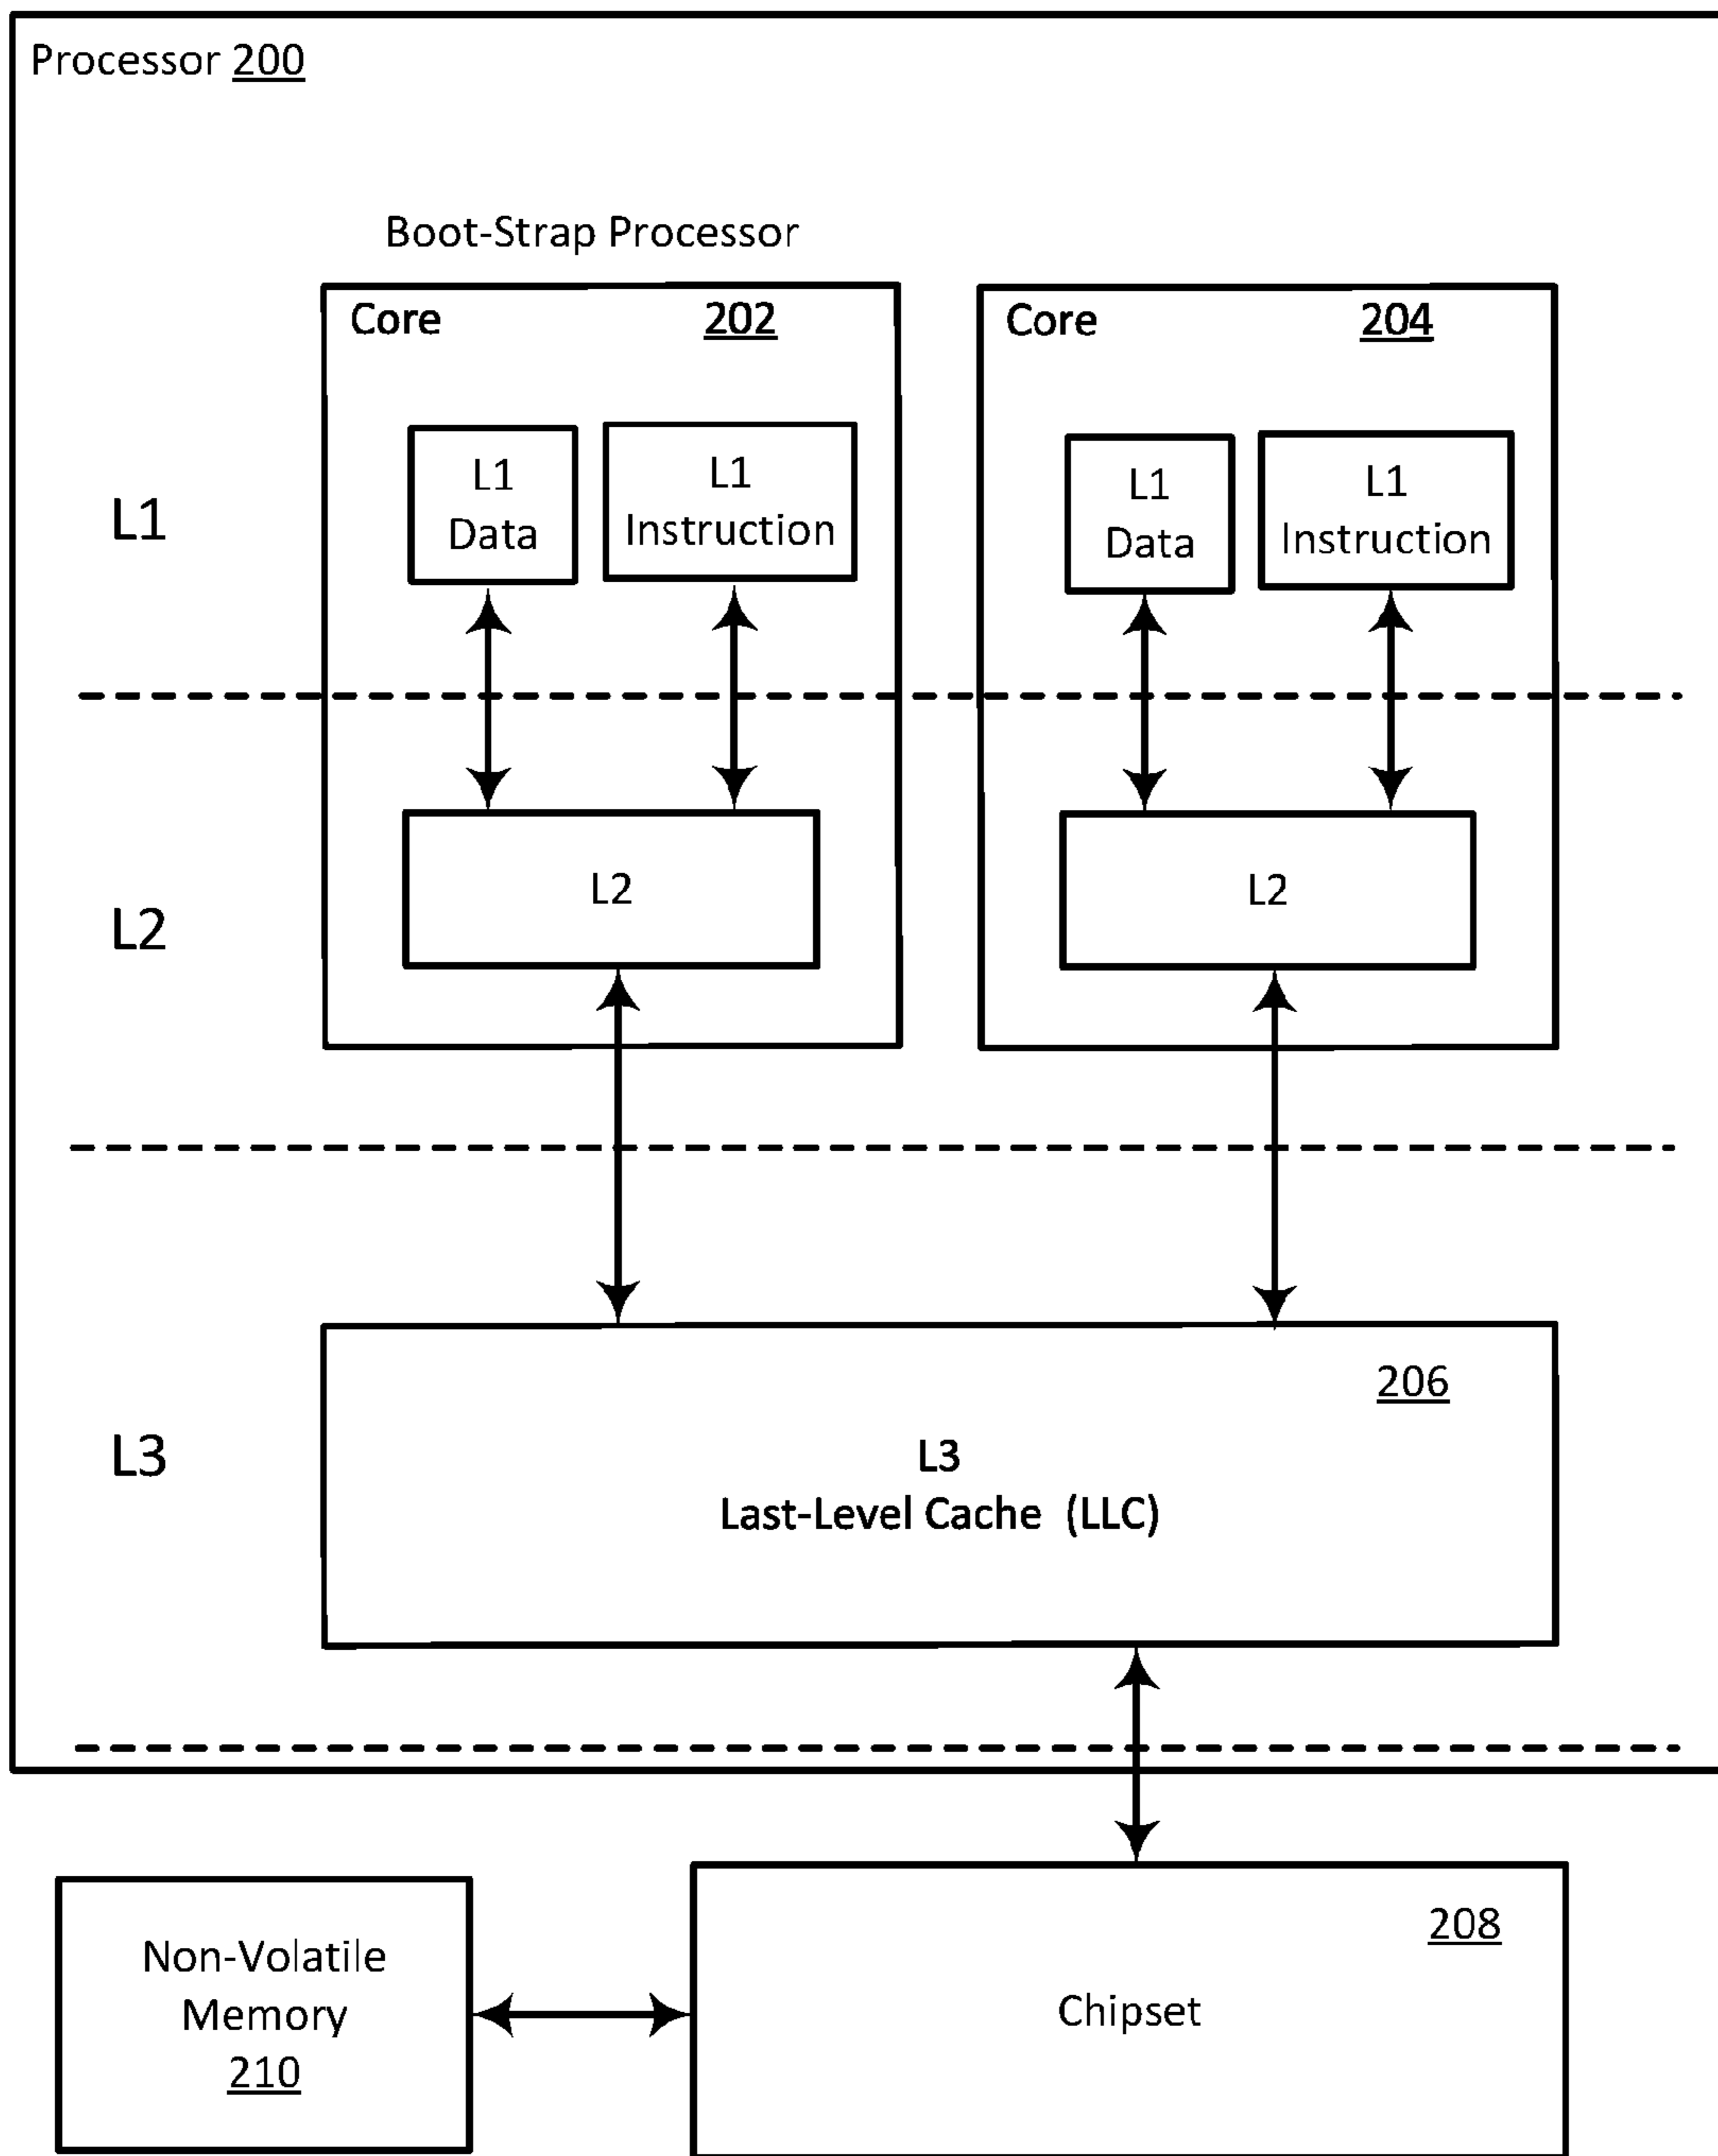 Processor 200
Boot-Strap Processor
Core 202
Core 204
L1
L1
Data
L1
Instruction
L1
Data
L1
Instruction
L2
L2
L2
L3
206
L3
Last-Level Cache (LLC)
Non-Volatile
Memory
210
208
Chipset